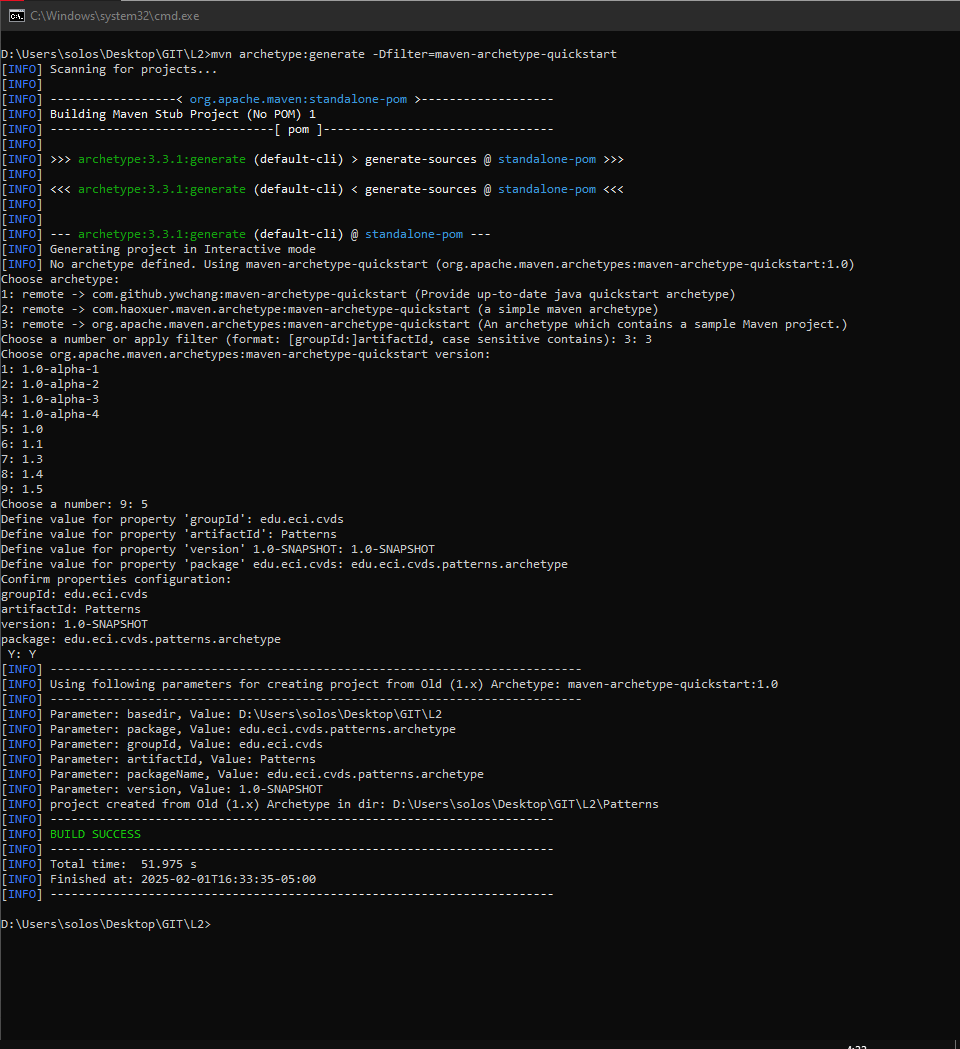 C:\Windows\system32\cmd.exe
D:\Users\solos\Desktop\GIT\L2>mvn archetype:generate -Dfilter=maven-archetype-quickstart
[INFO] Scanning for projects...
[INFO]
[INFO] ------------------< org.apache.maven:standalone-pom >-------------------
[INFO] Building Maven Stub Project (No POM) 1
[INFO] --------------------------------[ pom ]---------------------------------
[INFO]
[INFO] >>> archetype:3.3.1:generate (default-cli) > generate-sources @ standalone-pom >>>
[INFO]
[INFO] <<< archetype:3.3.1:generate (default-cli) < generate-sources @ standalone-pom <<<
[INFO]
[INFO]
[INFO] --- archetype:3.3.1:generate (default-cli) @ standalone-pom ---
[INFO] Generating project in Interactive mode
[INFO] No archetype defined. Using maven-archetype-quickstart (org.apache.maven.archetypes:maven-archetype-quickstart:1.0)
Choose archetype:
1: remote -> com.github.ywchang:maven-archetype-quickstart (Provide up-to-date java quickstart archetype)
2: remote -> com.haoxuer.maven.archetype:maven-archetype-quickstart (a simple maven archetype)
3: remote -> org.apache.maven.archetypes:maven-archetype-quickstart (An archetype which contains a sample Maven project.)
Choose a number or apply filter (format: [groupId:]artifactId, case sensitive contains): 3: 3
Choose org.apache.maven.archetypes:maven-archetype-quickstart version:
1: 1.0-alpha-1
2: 1.0-alpha-2
3: 1.0-alpha-3
4: 1.0-alpha-4
5: 1.0
6: 1.1
7: 1.3
8: 1.4
9: 1.5
Choose a number: 9: 5
Define value for property 'groupId': edu.eci.cvds
Define value for property 'artifactId': Patterns
Define value for property 'version' 1.0-SNAPSHOT: 1.0-SNAPSHOT
Define value for property 'package' edu.eci.cvds: edu.eci.cvds.patterns.archetype
Confirm properties configuration:
groupId: edu.eci.cvds
artifactId: Patterns
version: 1.0-SNAPSHOT
package: edu.eci.cvds.patterns.archetype
 Y: Y
[INFO] ----------------------------------------------------------------------------
[INFO] Using following parameters for creating project from Old (1.x) Archetype: maven-archetype-quickstart:1.0
[INFO] ----------------------------------------------------------------------------
[INFO] Parameter: basedir, Value: D:\Users\solos\Desktop\GIT\L2
[INFO] Parameter: package, Value: edu.eci.cvds.patterns.archetype
[INFO] Parameter: groupId, Value: edu.eci.cvds
[INFO] Parameter: artifactId, Value: Patterns
[INFO] Parameter: packageName, Value: edu.eci.cvds.patterns.archetype
[INFO] Parameter: version, Value: 1.0-SNAPSHOT
[INFO] project created from Old (1.x) Archetype in dir: D:\Users\solos\Desktop\GIT\L2\Patterns
[INFO] ------------------------------------------------------------------------
[INFO] BUILD SUCCESS
[INFO] ------------------------------------------------------------------------
[INFO] Total time:  51.975 s
[INFO] Finished at: 2025-02-01T16:33:35-05:00
[INFO] ------------------------------------------------------------------------
D:\Users\solos\Desktop\GIT\L2>